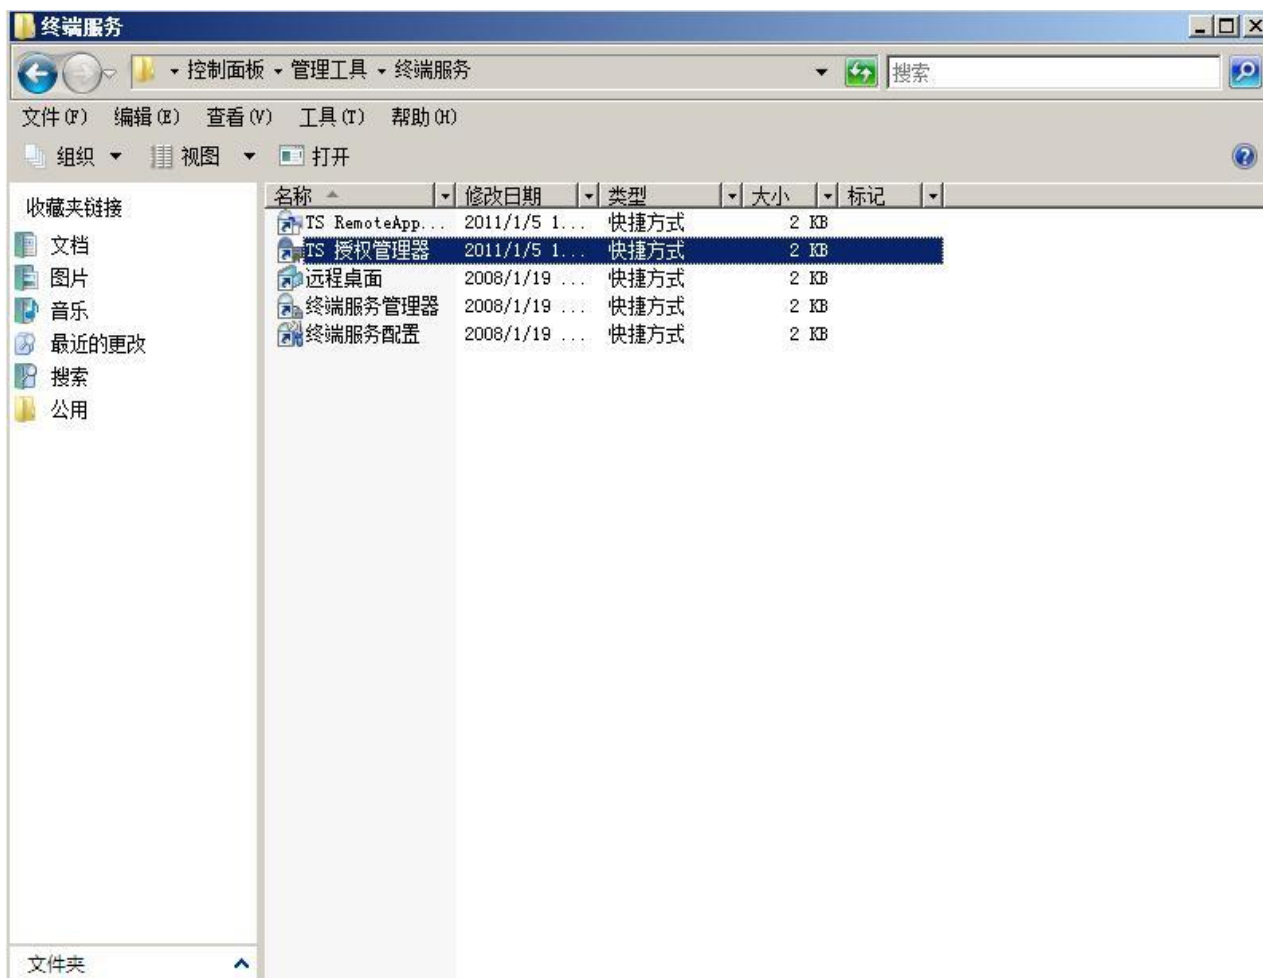 终端服务
控制面板 管理工具 终端服务 搜索
文件(F) 编辑(E) 查看(V) 工具(T) 帮助(H)
组织 视图 打开
收藏夹链接
文档
图片
音乐
最近的更改
搜索
公用
文件夹
名称 修改日期 类型 大小 标记
TS RemoteApp... 2011/1/5 1... 快捷方式 2 KB
TS 授权管理器 2011/1/5 1... 快捷方式 2 KB
远程桌面 2008/1/19 ... 快捷方式 2 KB
终端服务管理器 2008/1/19 ... 快捷方式 2 KB
终端服务配置 2008/1/19 ... 快捷方式 2 KB